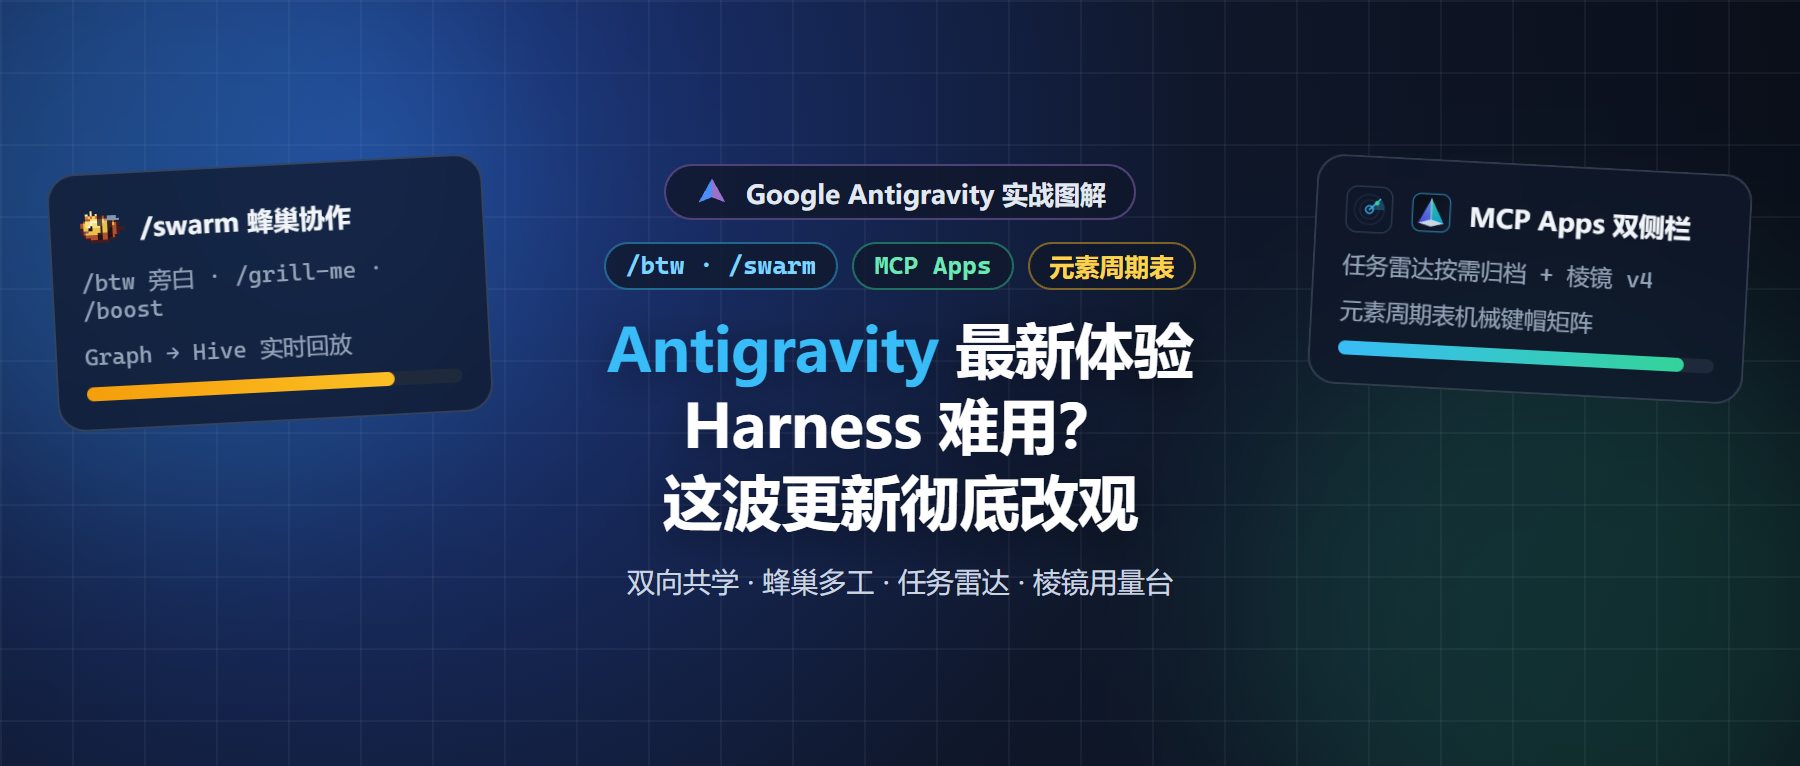 /swarm 蜂巢协作
/btw 旁白 · /grill-me ·
/boost
Graph → Hive 实时回放
Google Antigravity 实战图解
/btw · /swarm
MCP Apps
元素周期表
Antigravity 最新体验
Harness 难用?
这波更新彻底改观
双向共学 · 蜂巢多工 · 任务雷达 · 棱镜用量台
MCP Apps 双侧栏
任务雷达按需归档 + 棱镜 v4
元素周期表机械键帽矩阵